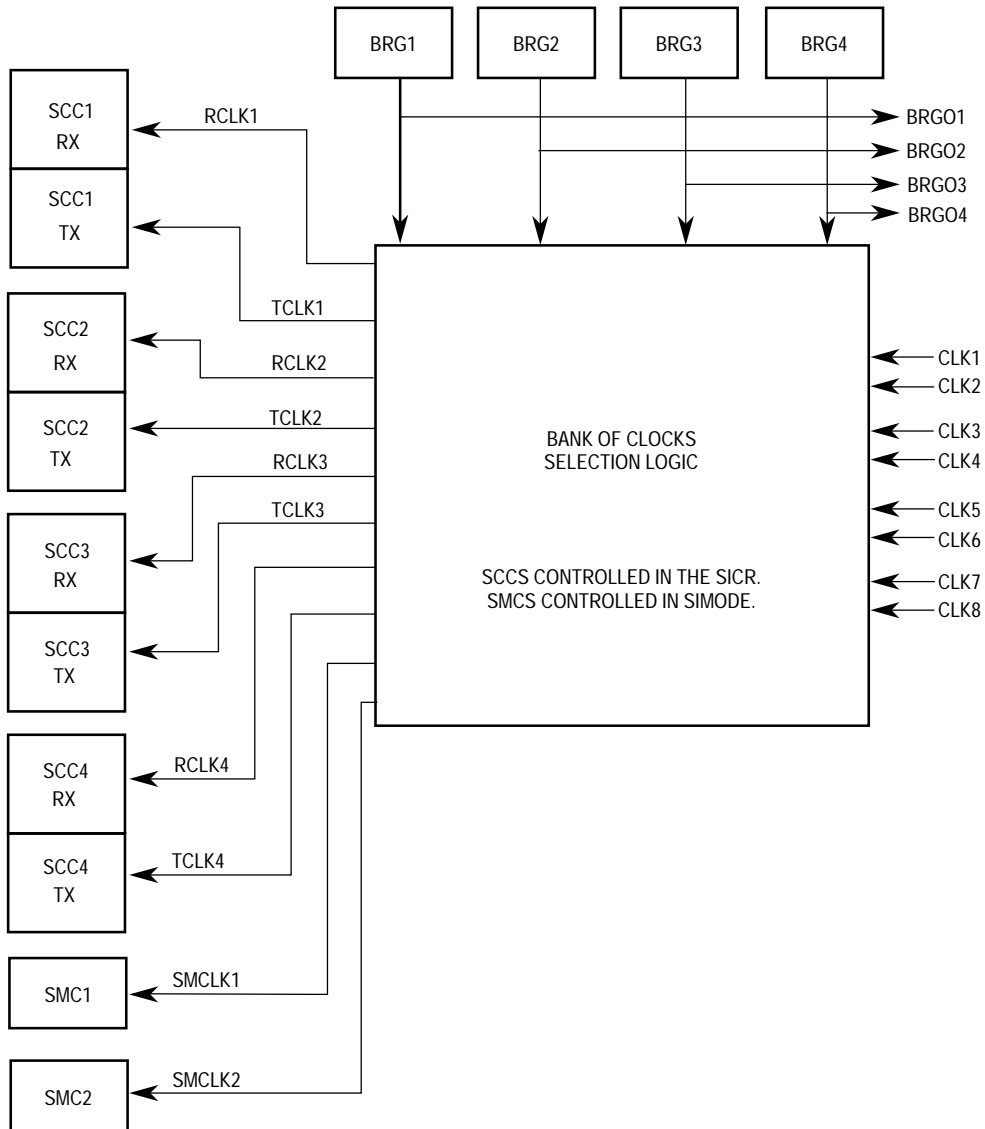 BRG1
BRG2
BRG3
BRG4
BRGO1
BRGO2
BRGO3
BRGO4
SCC1
RX
RCLK1
SCC1
TX
TCLK1
SCC2
RX
RCLK2
SCC2
TX
TCLK2
SCC3
RX
RCLK3
SCC3
TX
TCLK3
SCC4
RX
RCLK4
SCC4
TX
TCLK4
SMC1
SMCLK1
SMC2
SMCLK2
BANK OF CLOCKS
SELECTION LOGIC
SCCS CONTROLLED IN THE SICR.
SMCS CONTROLLED IN SIMODE.
CLK1
CLK2
CLK3
CLK4
CLK5
CLK6
CLK7
CLK8